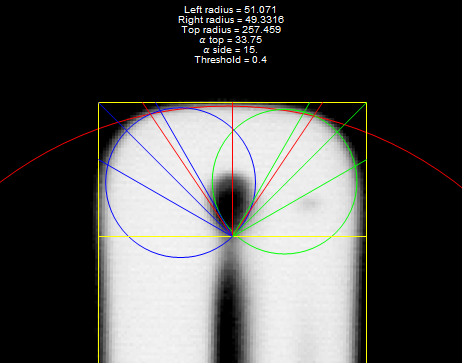 Left radius = 51.071
Right radius = 49.3316
Top radius = 257.459
α top = 33.75
α side = 15.
Threshold = 0.4